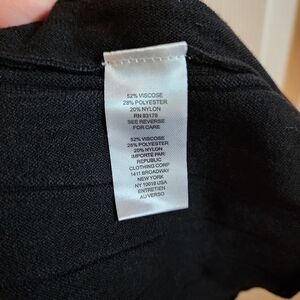 52% VISCOSE
28% POLYESTER
20% NYLON
RN 93179
SEE REVERSE
FOR CARE
52% VISCOSE
28% POLYESTER
20% NYLON
IMPORTE PAR:
REPUBLIC
CLOTHING CORP
1411 BROADWAY
NEW YORK
NY 10018 USA
ENTRETIEN
AU VERSO